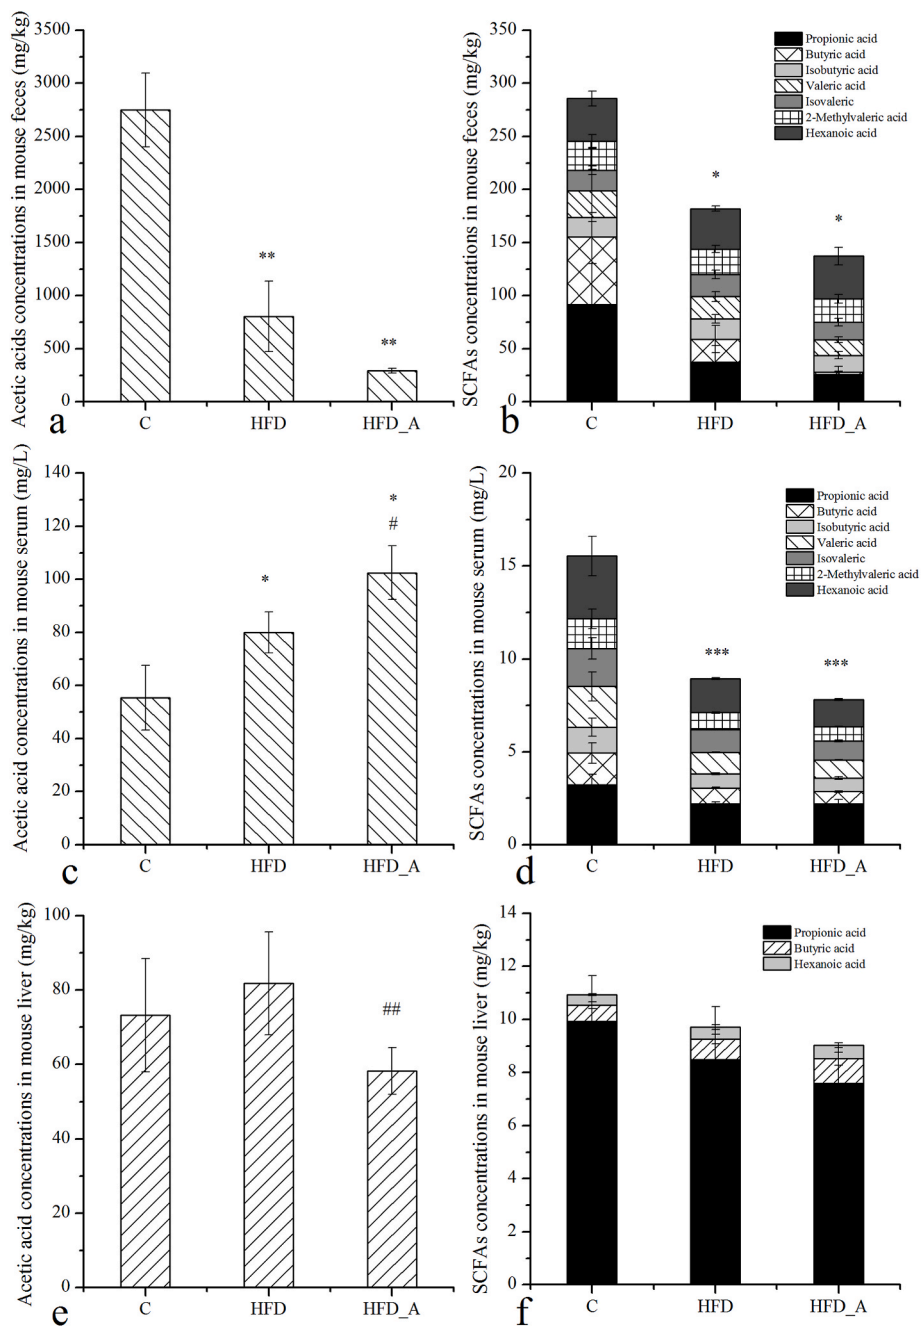 Acetic acids concentrations in mouse feces (mg/kg)
3500
3000
2500
2000
1500
1000
500
0
**
**
C
HFD
HFD_A
a
SCFAs concentrations in mouse feces (mg/kg)
350
300
250
200
150
100
50
0
Propionic acid
Butyric acid
Isobutyric acid
Valeric acid
Isovaleric
2-Methylvaleric acid
Hexanoic acid
*
*
C
HFD
HFD_A
b
Acetic acid concentrations in mouse serum (mg/L)
140
120
100
80
60
40
20
0
*
*
#
C
HFD
HFD_A
c
SCFAs concentrations in mouse serum (mg/L)
20
15
10
5
0
Propionic acid
Butyric acid
Isobutyric acid
Valeric acid
Isovaleric
2-Methylvaleric acid
Hexanoic acid
***
***
C
HFD
HFD_A
d
Acetic acid concentrations in mouse liver (mg/kg)
100
80
60
40
20
0
##
C
HFD
HFD_A
e
SCFAs concentrations in mouse liver (mg/kg)
14
12
10
8
6
4
2
0
Propionic acid
Butyric acid
Hexanoic acid
C
HFD
HFD_A
f